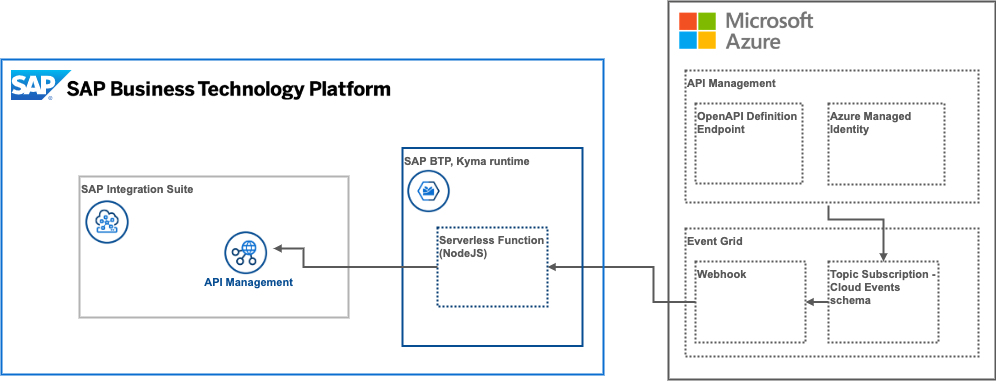 Microsoft
Azure
SAP SAP Business Technology Platform
API Management
OpenAPI Definition
Endpoint
Azure Managed
Identity
SAP BTP, Kyma runtime
SAP Integration Suite
Serverless Function
(NodeJS)
API Management
Event Grid
Webhook
Topic Subscription -
Cloud Events
schema